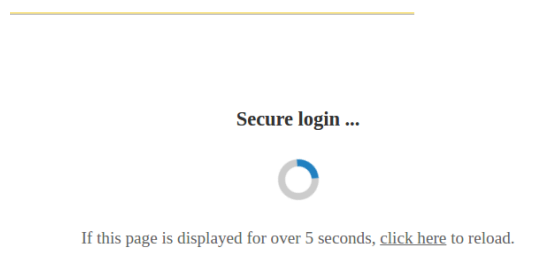 Secure login ...
If this page is displayed for over 5 seconds, click here to reload.